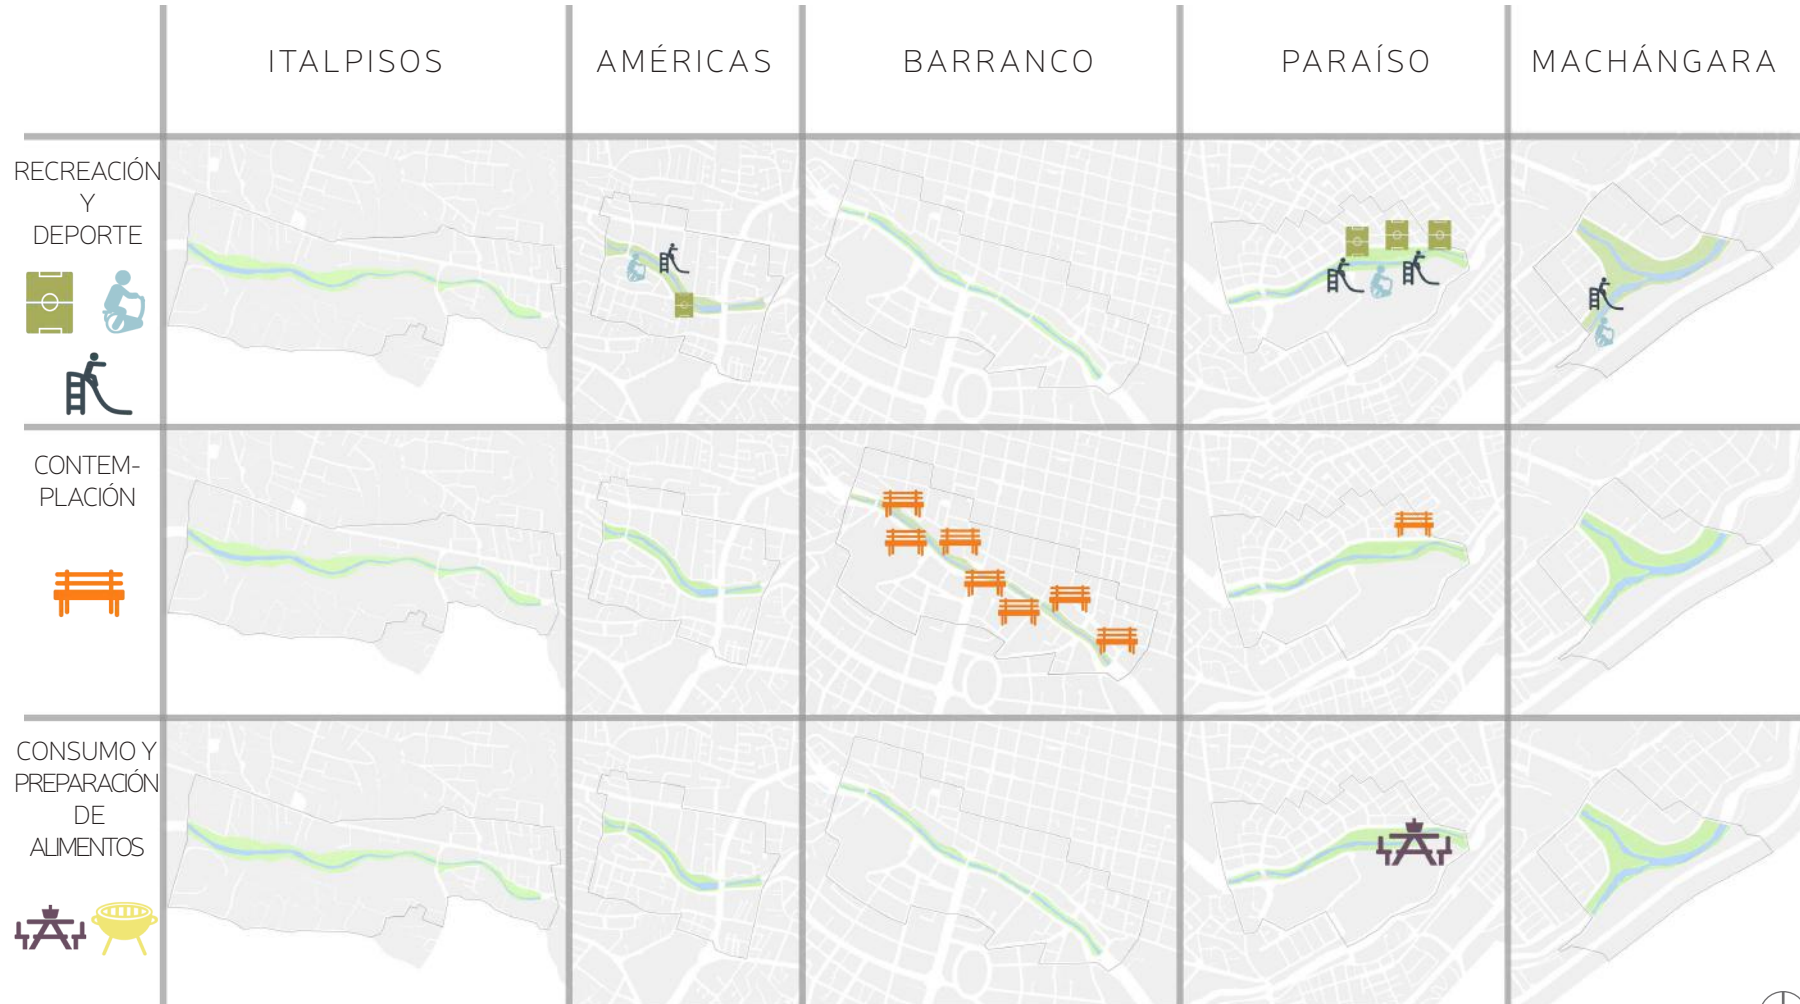 ITALPISOS
AMÉRICAS
BARRANCO
PARAÍSO
MACHÁNGARA
RECREACIÓN
Y
DEPORTE
CONTEM-
PLACIÓN
CONSUMO Y
PREPARACIÓN
DE
ALIMENTOS